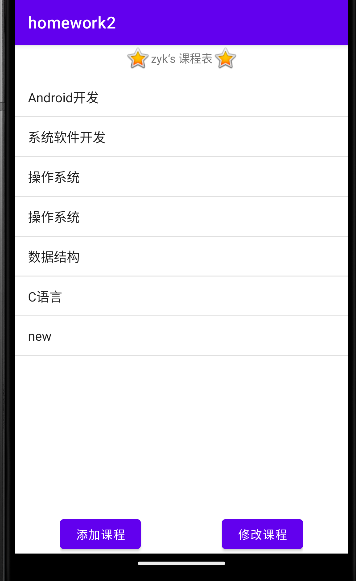 homework2
zyk's 课程表
Android开发
系统软件开发
操作系统
操作系统
数据结构
C语言
new
添加课程 修改课程